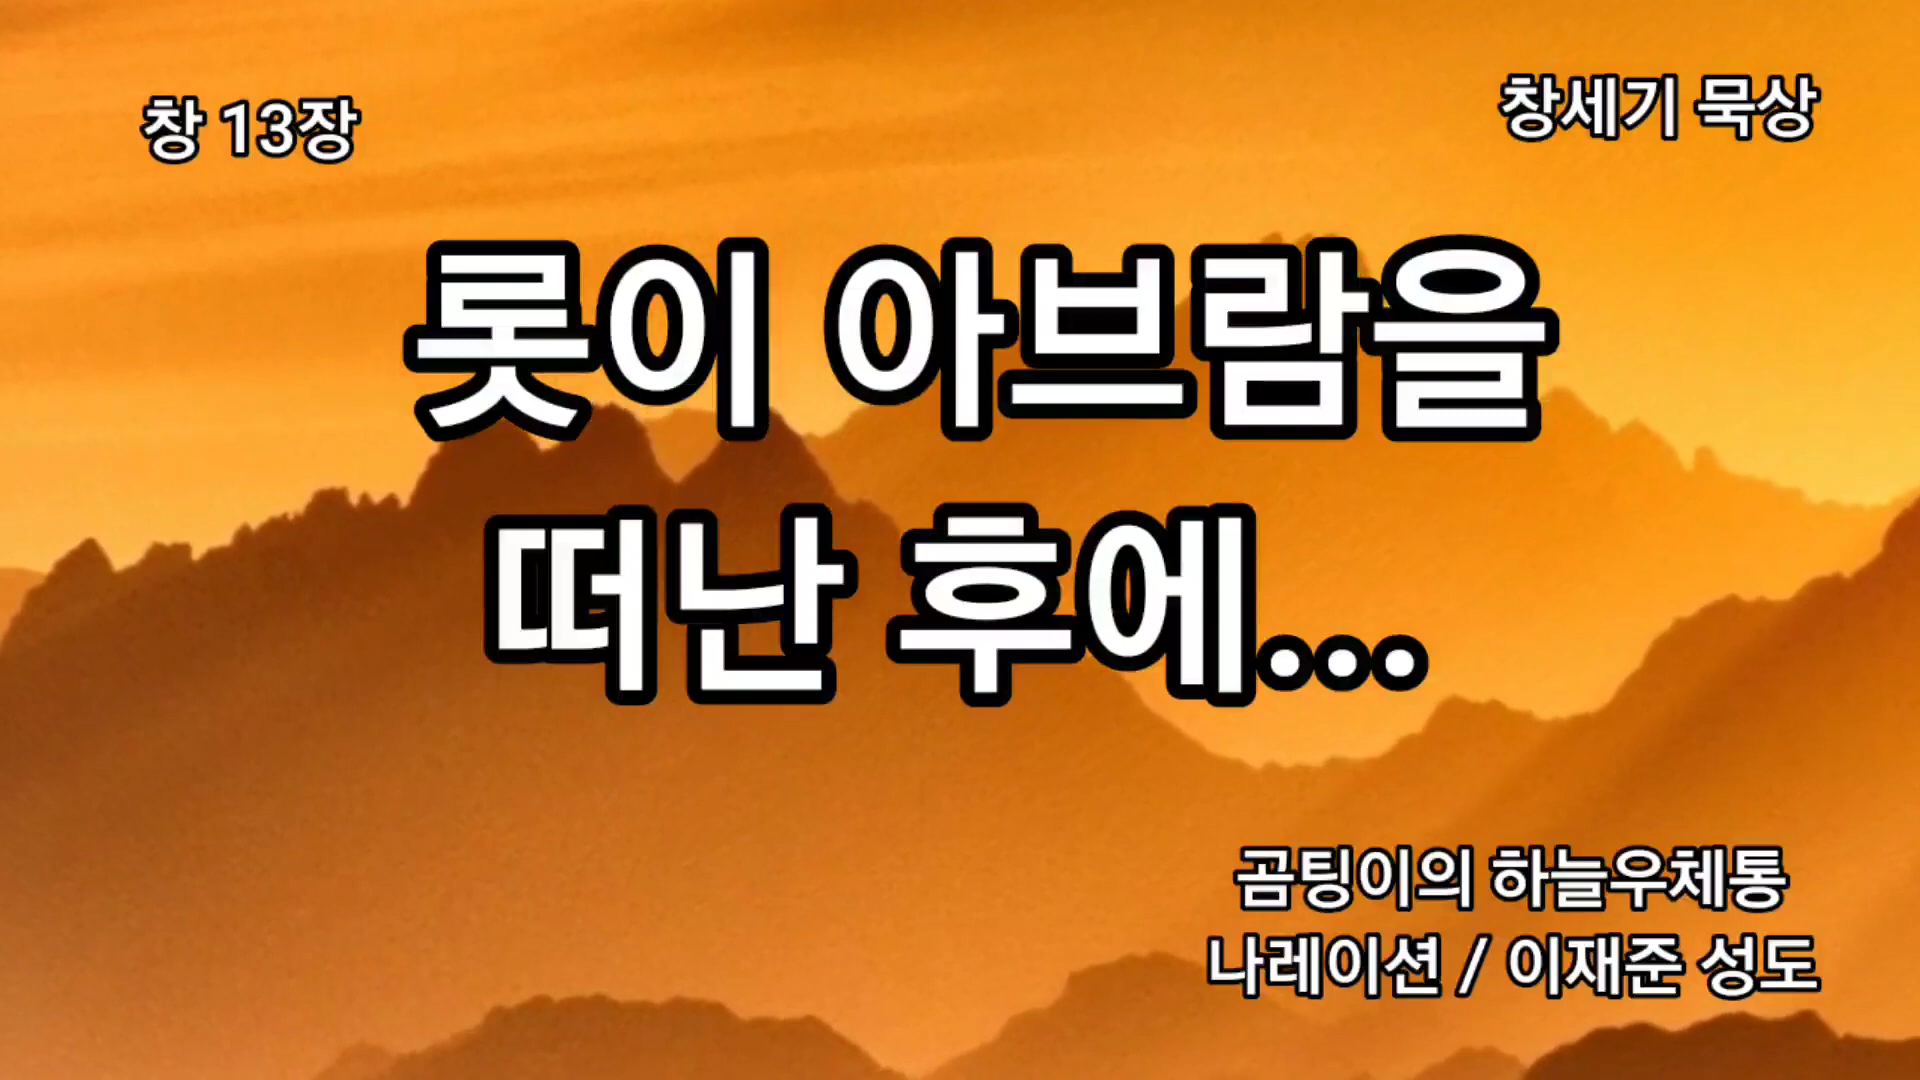 창 13장
창세기 묵상
롯이 아브람을
떠난 후에...
곰팅이의 하늘우체통
나레이션 / 이재준 성도